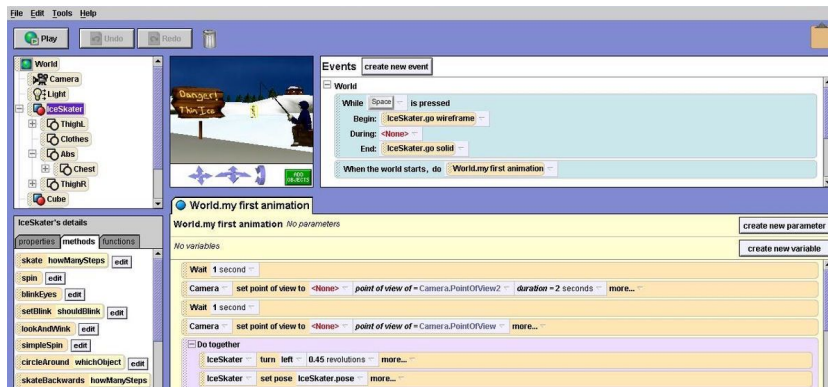 File Edit Tools Help
Play Undo Redo
World
Camera
Light
IceSkater
ThighL
Clothes
Abs
Chest
ThighR
Cube
Danger!
Thin Ice
ADD OBJECTS
Events create new event
World
While Space is pressed
Begin: IceSkater.go wireframe
During: <None>
End: IceSkater.go solid
When the world starts, do World.my first animation
IceSkater's details
properties methods functions
skate howManySteps edit
spin edit
blinkEyes edit
setBlink shouldBlink edit
lookAndWink edit
simpleSpin edit
circleAround whichObject edit
skateBackwards howManySteps
World.my first animation
World.my first animation No parameters create new parameter
No variables create new variable
Wait 1 second
Camera set point of view to <None> point of view of = Camera.PointOfView2 duration = 2 seconds more...
Wait 1 second
Camera set point of view to <None> point of view of = Camera.PointOfView more...
Do together
IceSkater turn left 0.45 revolutions more...
IceSkater set pose IceSkater.pose more...